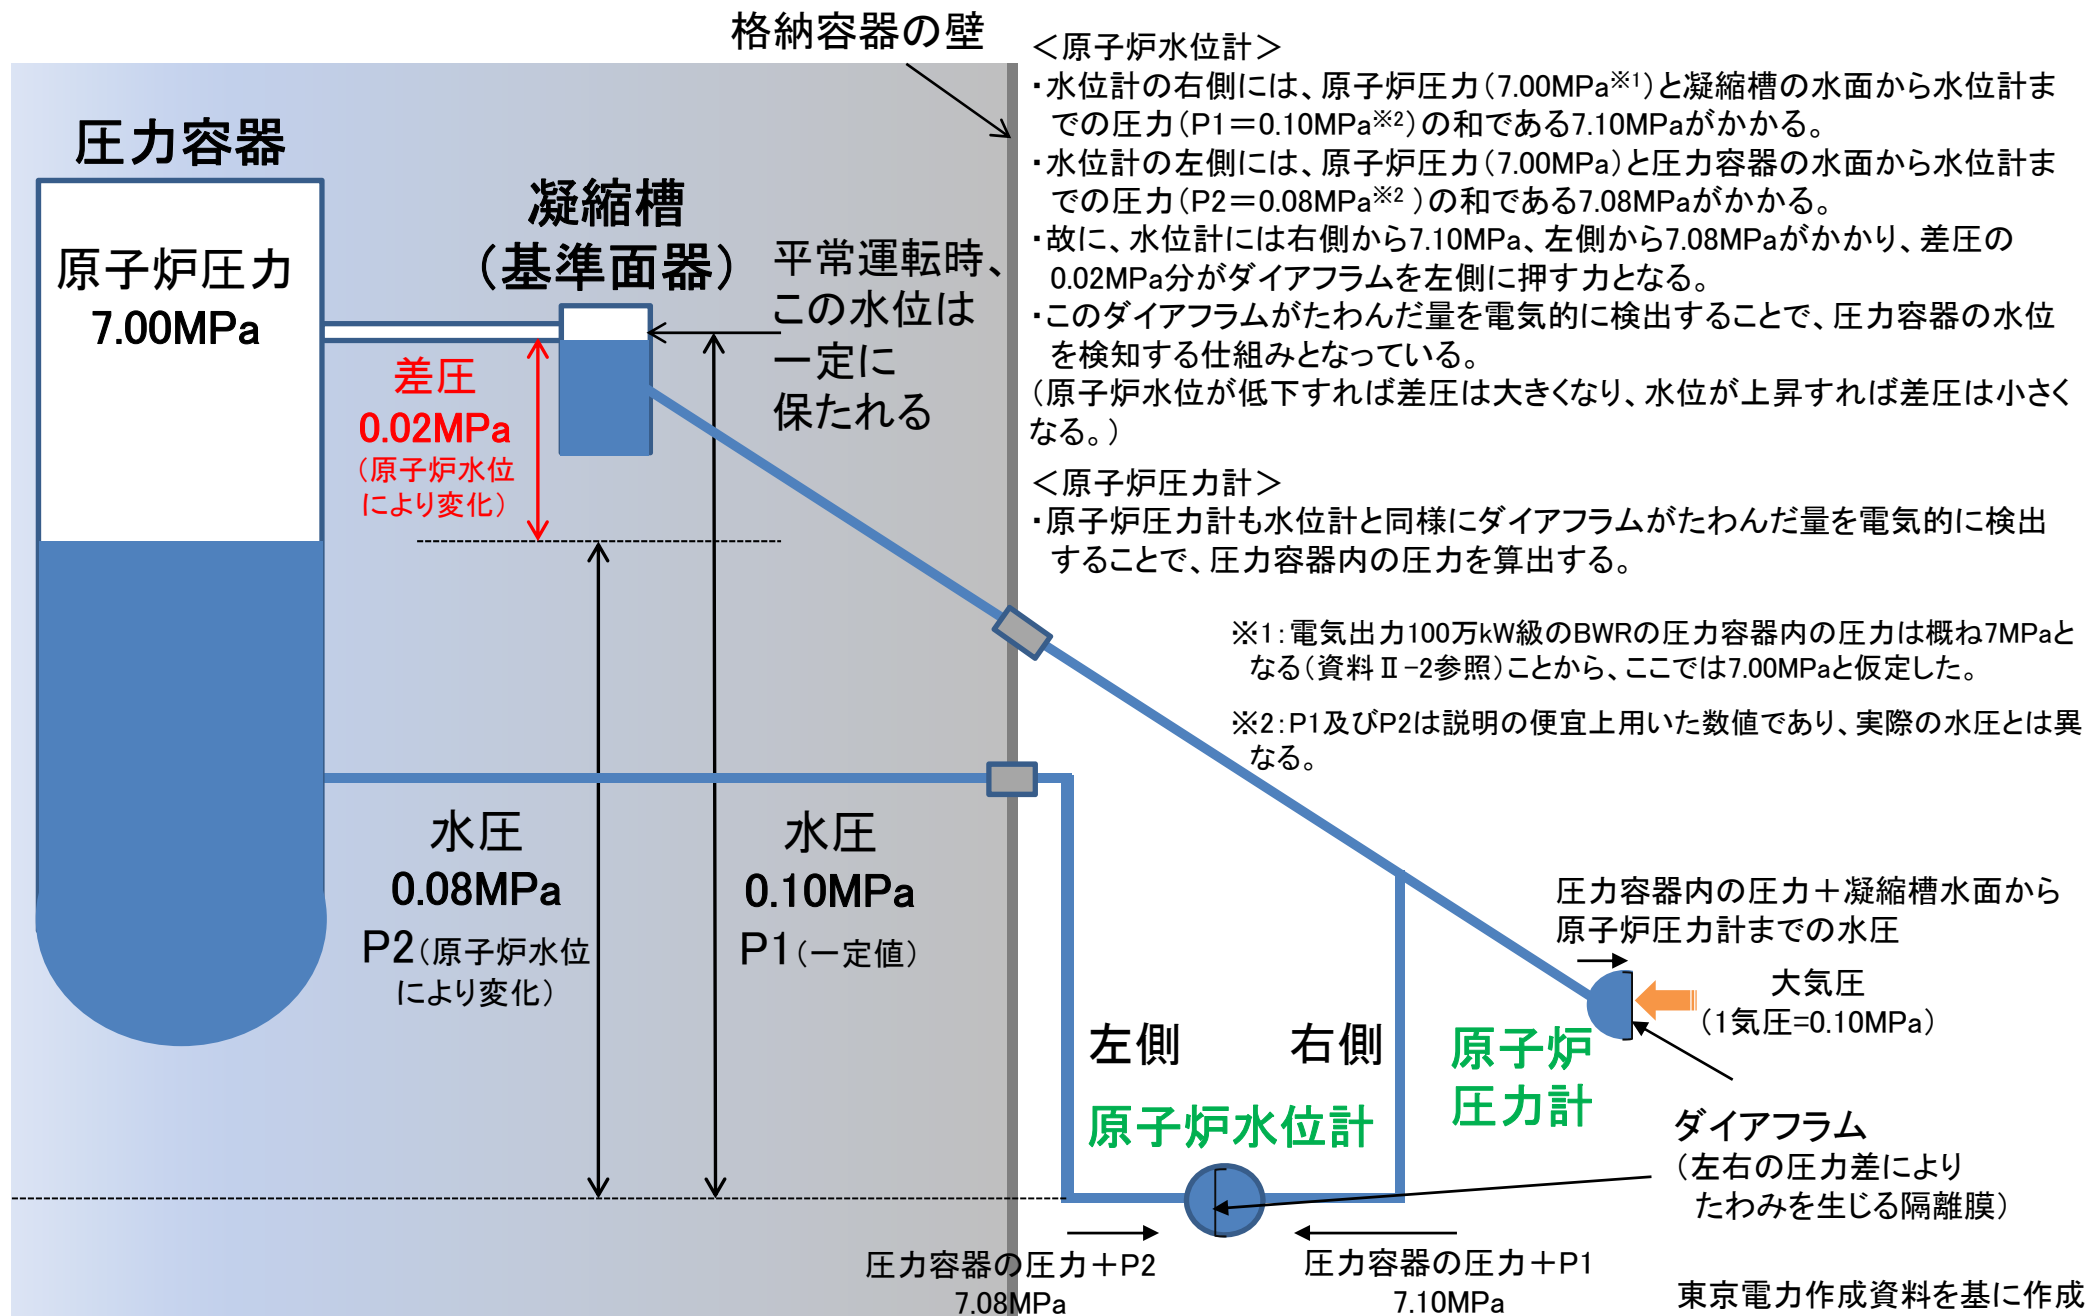 格納容器の壁
圧力容器
原子炉圧力
7.00MPa
凝縮槽
（基準面器）
平常運転時、
この水位は
一定に
保たれる
差圧
0.02MPa
（原子炉水位
により変化）
水圧
0.08MPa
P2（原子炉水位
により変化）
水圧
0.10MPa
P1（一定値）
＜原子炉水位計＞
・水位計の右側には、原子炉圧力（7.00MPa※1）と凝縮槽の水面から水位計ま
での圧力（P1＝0.10MPa※2）の和である7.10MPaがかかる。
・水位計の左側には、原子炉圧力（7.00MPa）と圧力容器の水面から水位計ま
での圧力（P2＝0.08MPa※2 ）の和である7.08MPaがかかる。
・故に、水位計には右側から7.10MPa、左側から7.08MPaがかかり、差圧の
0.02MPa分がダイアフラムを左側に押す力となる。
・このダイアフラムがたわんだ量を電気的に検出することで、圧力容器の水位
を検知する仕組みとなっている。
（原子炉水位が低下すれば差圧は大きくなり、水位が上昇すれば差圧は小さく
なる。）
＜原子炉圧力計＞
・原子炉圧力計も水位計と同様にダイアフラムがたわんだ量を電気的に検出
することで、圧力容器内の圧力を算出する。
※1：電気出力100万kW級のBWRの圧力容器内の圧力は概ね7MPaと
なる（資料Ⅱ-2参照）ことから、ここでは7.00MPaと仮定した。
※2：P1及びP2は説明の便宜上用いた数値であり、実際の水圧とは異
なる。
圧力容器内の圧力＋凝縮槽水面から
原子炉圧力計までの水圧
大気圧
（1気圧=0.10MPa）
左側
右側
原子炉水位計
原子炉
圧力計
ダイアフラム
（左右の圧力差により
たわみを生じる隔離膜）
圧力容器の圧力＋P2
7.08MPa
圧力容器の圧力＋P1
7.10MPa
東京電力作成資料を基に作成